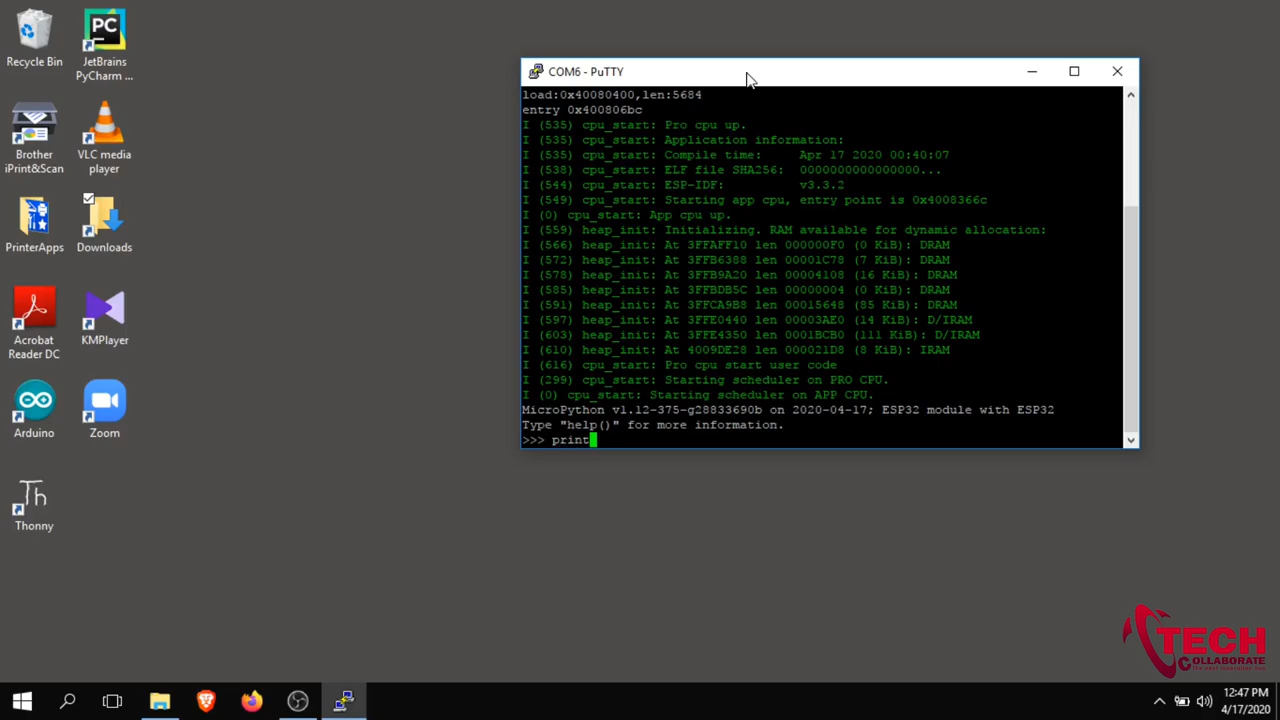 Recycle Bin
JetBrains
PyCharm ...
Brother
iPrint&Scan
VLC media
player
PrinterApps
Downloads
Acrobat
Reader DC
KMPlayer
Arduino
Zoom
Th
Thonny
COM6 - PuTTY
load:0x40080400,len:5684
entry 0x400806bc
I (535) cpu_start: Pro cpu up.
I (535) cpu_start: Application information:
I (535) cpu_start: Compile time:     Apr 17 2020 00:40:07
I (538) cpu_start: ELF file SHA256:  0000000000000000...
I (544) cpu_start: ESP-IDF:          v3.3.2
I (549) cpu_start: Starting app cpu, entry point is 0x4008366c
I (0) cpu_start: App cpu up.
I (559) heap_init: Initializing. RAM available for dynamic allocation:
I (566) heap_init: At 3FFAFF10 len 000000F0 (0 KiB): DRAM
I (572) heap_init: At 3FFB6388 len 00001C78 (7 KiB): DRAM
I (578) heap_init: At 3FFB9A20 len 00004108 (16 KiB): DRAM
I (585) heap_init: At 3FFBDB5C len 00000004 (0 KiB): DRAM
I (591) heap_init: At 3FFCA9B8 len 00015648 (85 KiB): DRAM
I (597) heap_init: At 3FFE0440 len 00003AE0 (14 KiB): D/IRAM
I (603) heap_init: At 3FFE4350 len 0001BCB0 (111 KiB): D/IRAM
I (610) heap_init: At 4009DE28 len 000021D8 (8 KiB): IRAM
I (616) cpu_start: Pro cpu start user code
I (299) cpu_start: Starting scheduler on PRO CPU.
I (0) cpu_start: Starting scheduler on APP CPU.
MicroPython v1.12-375-g28833690b on 2020-04-17; ESP32 module with ESP32
Type "help()" for more information.
>>> print
TECH
COLLABORATE
12:47 PM
4/17/2020